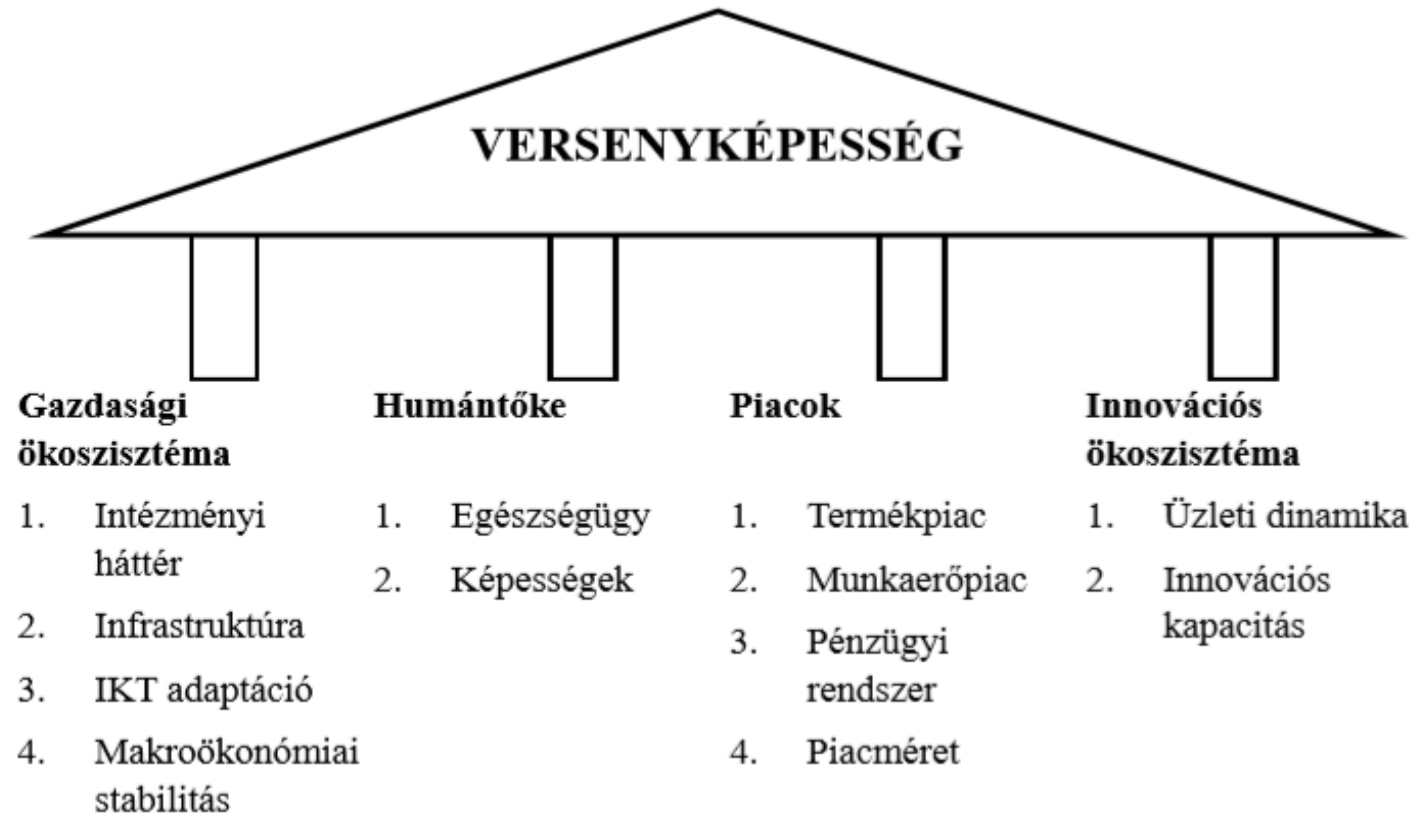 VERSENYKÉPESSÉG
Gazdasági
ökoszisztéma
1. Intézményi
háttér
2. Infrastruktúra
3. IKT adaptáció
4. Makroökonómiai
stabilitás
Humántőke
1. Egészségügy
2. Képességek
Piacok
1. Termékpiac
2. Munkaerőpiac
3. Pénzügyi
rendszer
4. Piacméret
Innovációs
ökoszisztéma
1. Üzleti dinamika
2. Innovációs
kapacitás